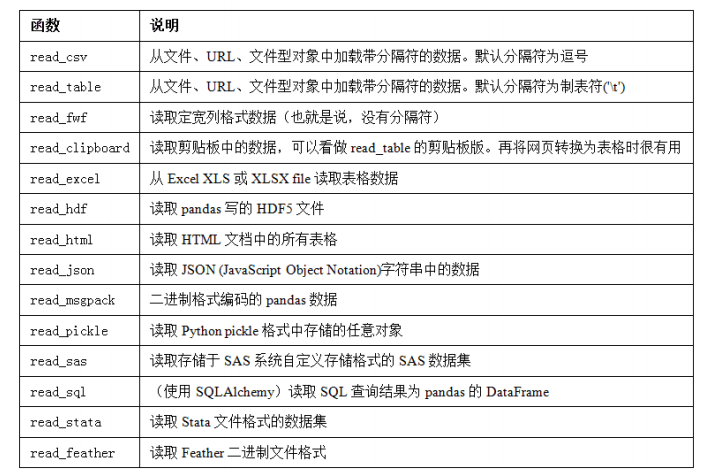 函数 说明
read_csv 从文件、URL、文件型对象中加载带分隔符的数据。默认分隔符为逗号
read_table 从文件、URL、文件型对象中加载带分隔符的数据。默认分隔符为制表符('\t')
read_fwf 读取定宽列格式数据（也就是说，没有分隔符）
read_clipboard 读取剪贴板中的数据，可以看做 read_table 的剪贴板版。再将网页转换为表格时很有用
read_excel 从 Excel XLS 或 XLSX file 读取表格数据
read_hdf 读取 pandas 写的 HDF5 文件
read_html 读取 HTML 文档中的所有表格
read_json 读取 JSON (JavaScript Object Notation)字符串中的数据
read_msgpack 二进制格式编码的 pandas 数据
read_pickle 读取 Python pickle 格式中存储的任意对象
read_sas 读取存储于 SAS 系统自定义存储格式的 SAS 数据集
read_sql （使用 SQLAlchemy）读取 SQL 查询结果为 pandas 的 DataFrame
read_stata 读取 Stata 文件格式的数据集
read_feather 读取 Feather 二进制文件格式